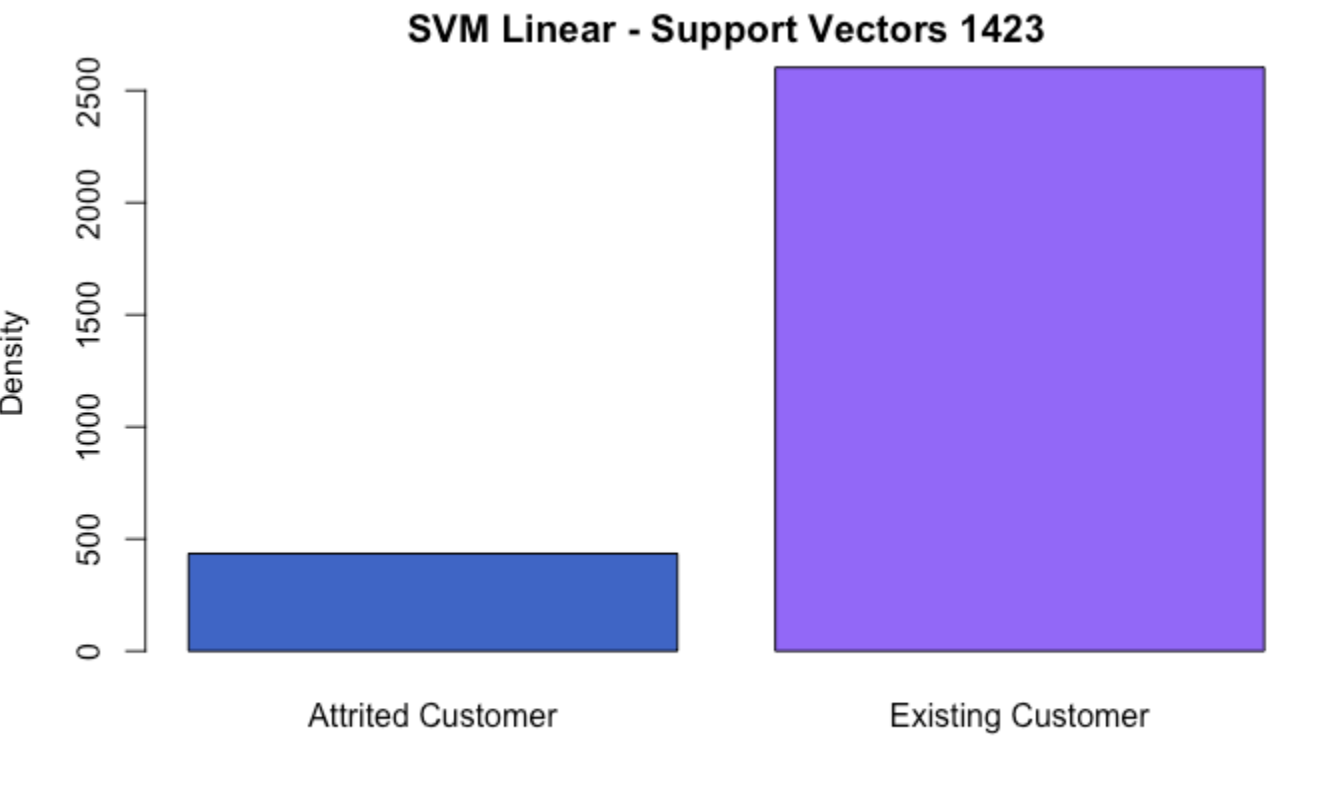 SVM Linear - Support Vectors 1423
Density
2500
2000
1500
1000
500
0
Attrited Customer
Existing Customer